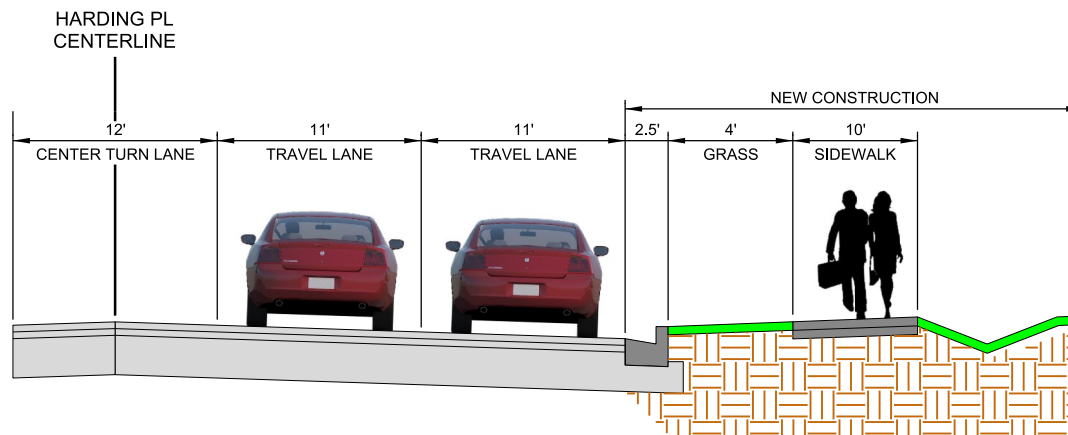 HARDING PL
CENTERLINE
NEW CONSTRUCTION
12'
11'
11'
2.5'
4'
10'
CENTER TURN LANE
TRAVEL LANE
TRAVEL LANE
GRASS
SIDEWALK